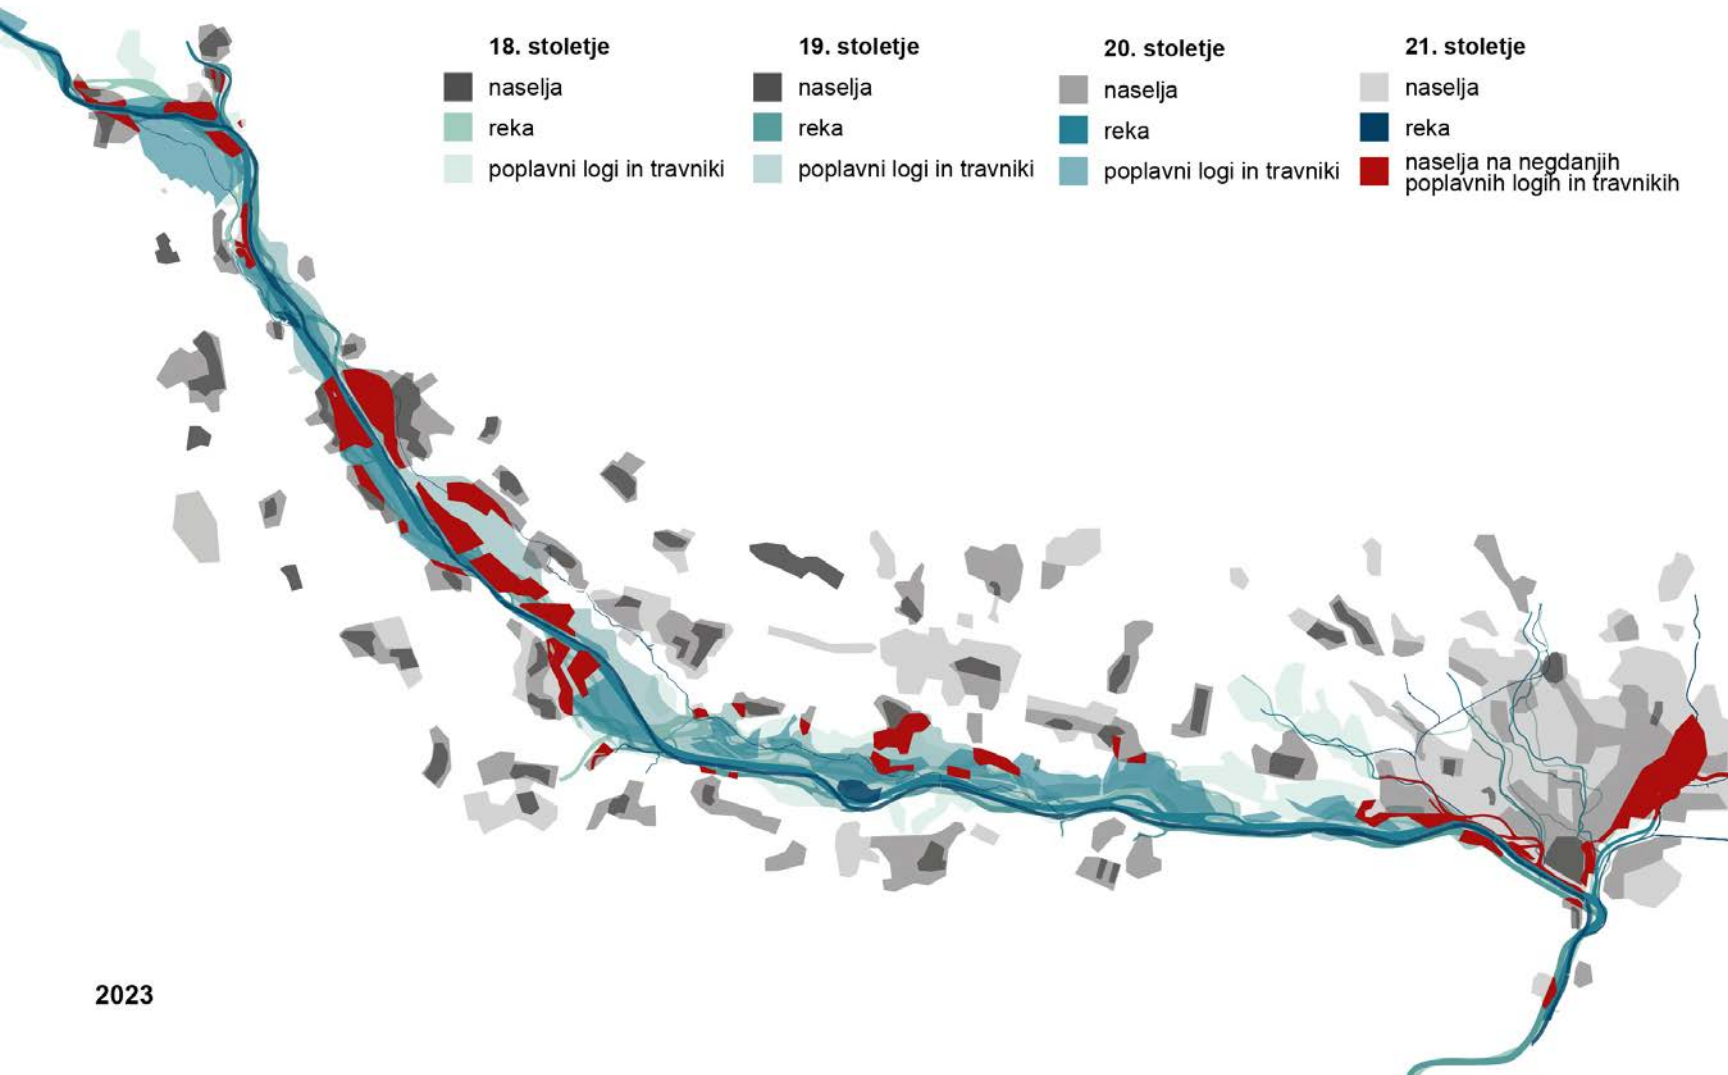 18. stoletje
naselja
reka
poplavni logi in travniki
19. stoletje
naselja
reka
poplavni logi in travniki
20. stoletje
naselja
reka
poplavni logi in travniki
21. stoletje
naselja
reka
naselja na negdanjih
poplavnih logih in travnikih
2023